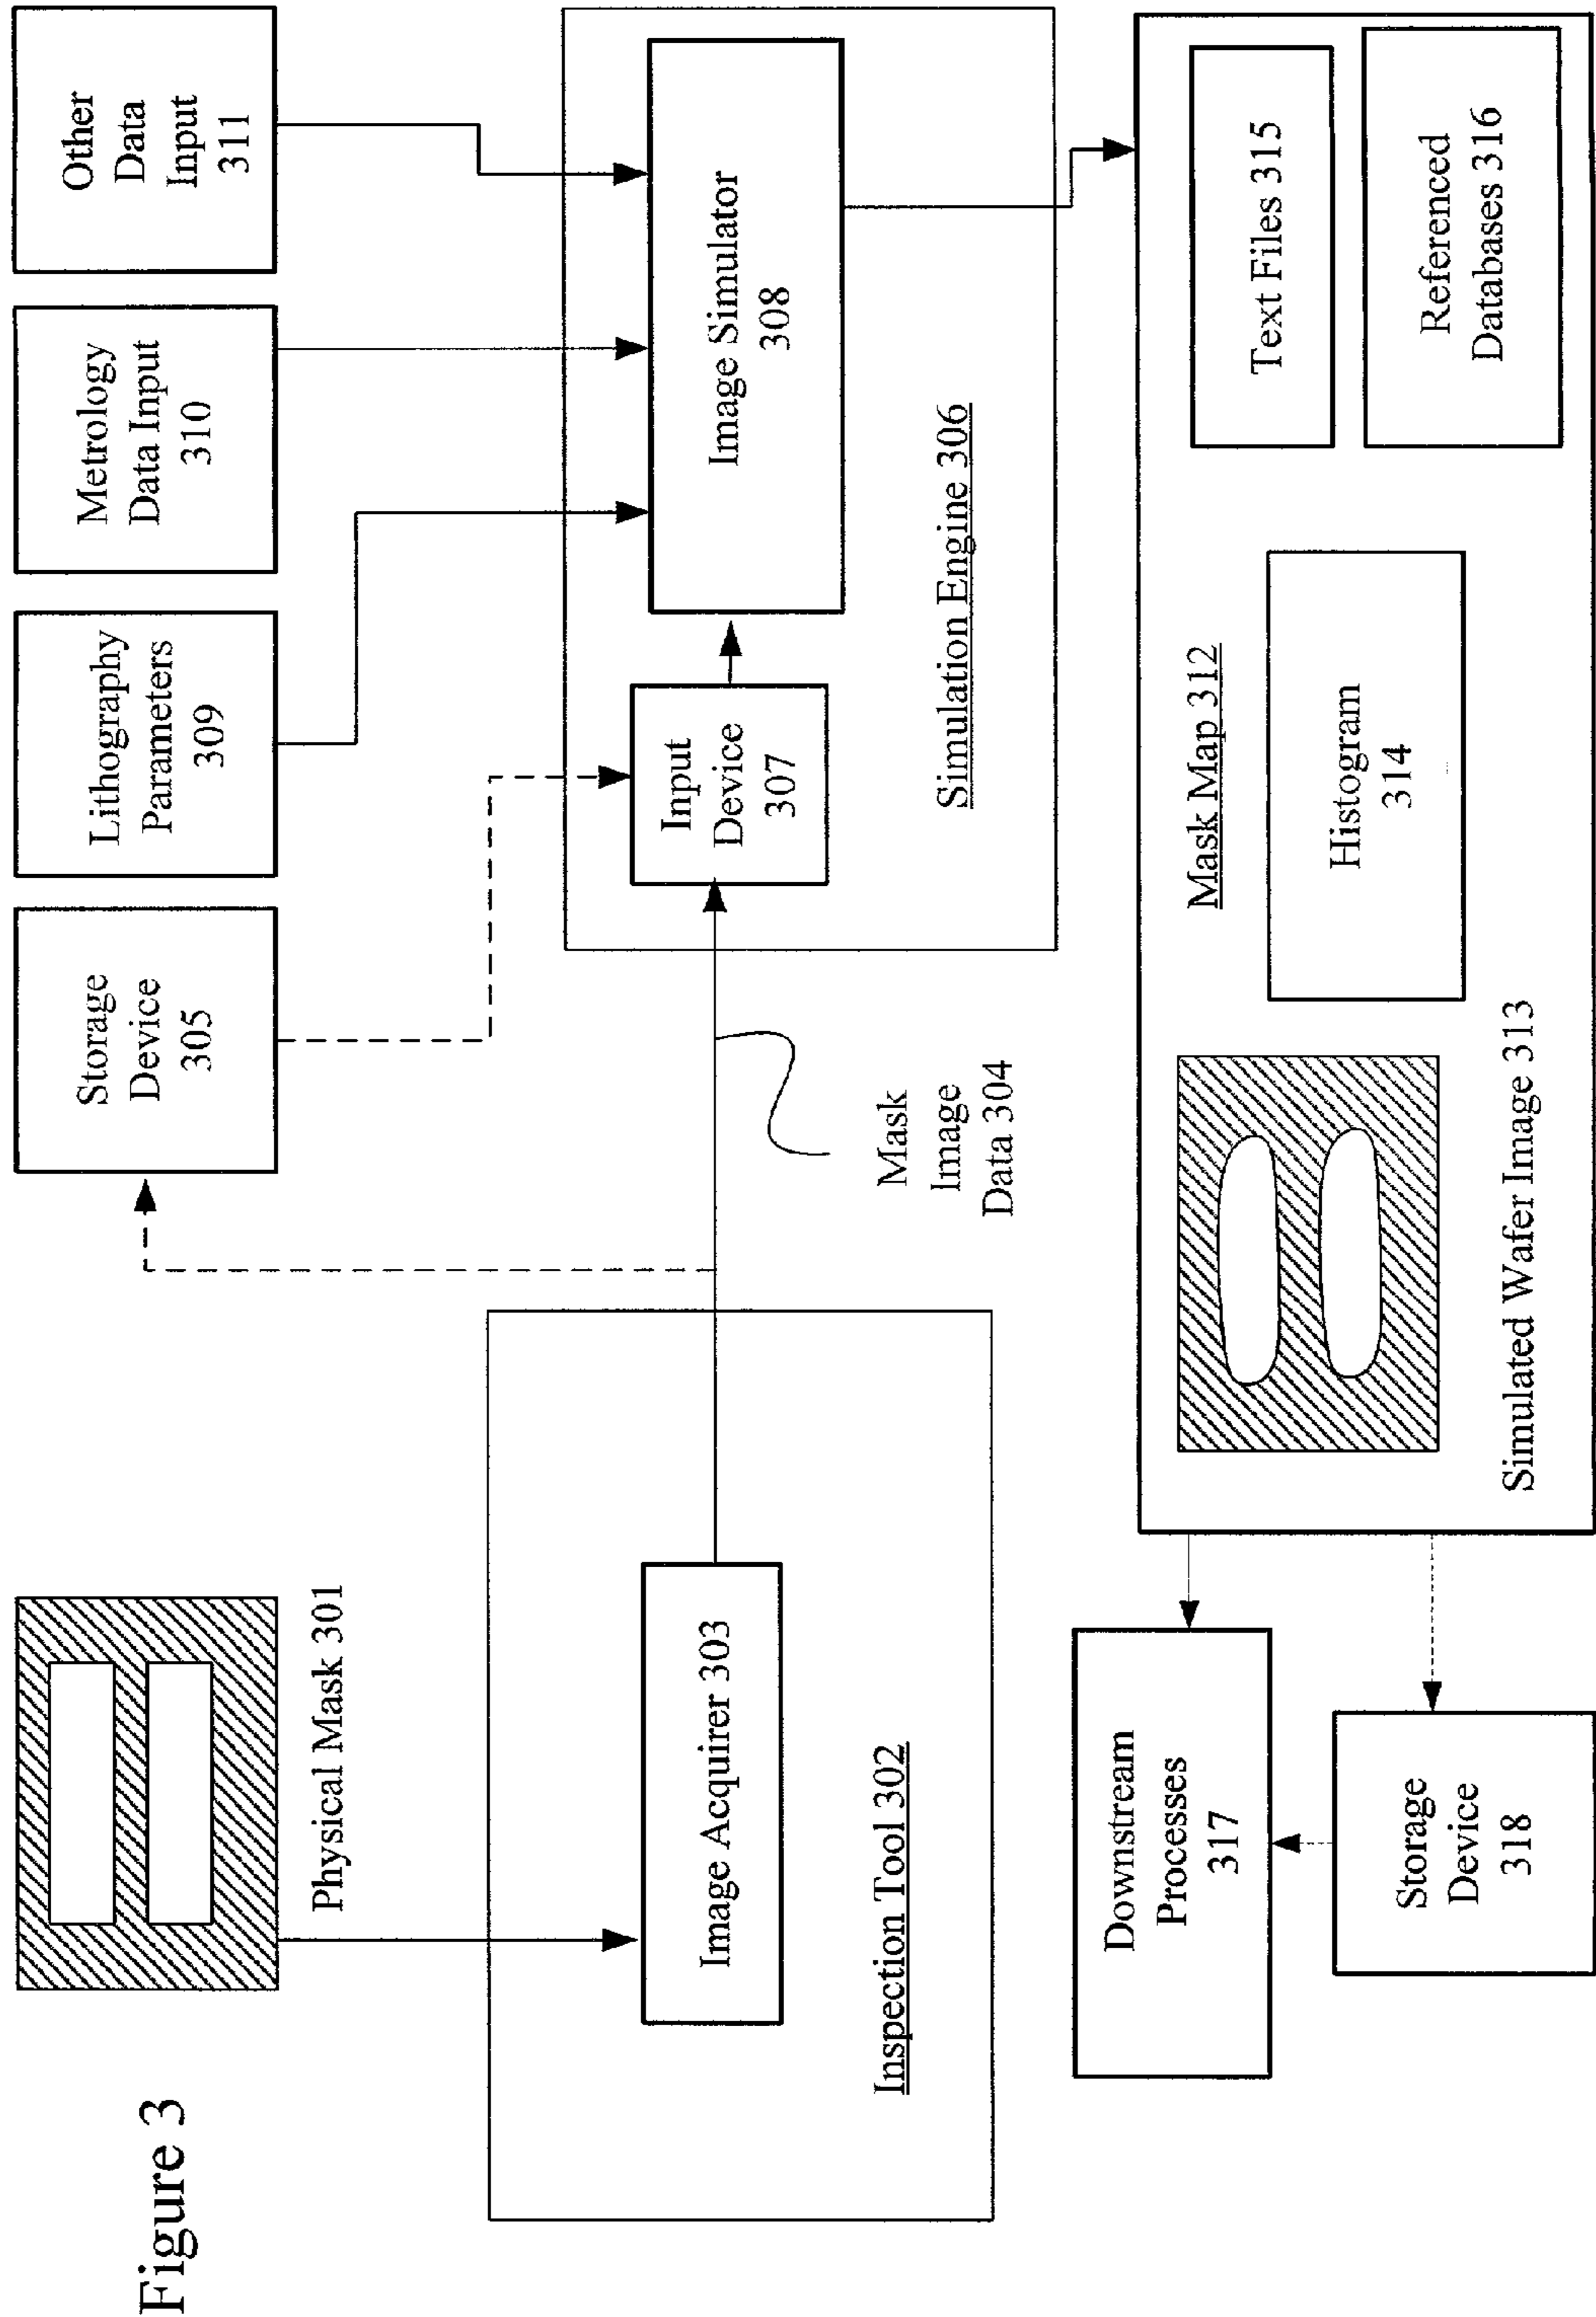 Figure 3
Physical Mask 301
Storage
Device
305
Lithography
Parameters
309
Metrology
Data Input
310
Other
Data
Input
311
Image Acquirer 303
Inspection Tool 302
Mask
Image
Data 304
Input
Device
307
Image Simulator
308
Simulation Engine 306
Downstream
Processes
317
Storage
Device
318
Mask Map 312
Simulated Wafer Image 313
Histogram
314
Text Files 315
Referenced
Databases 316